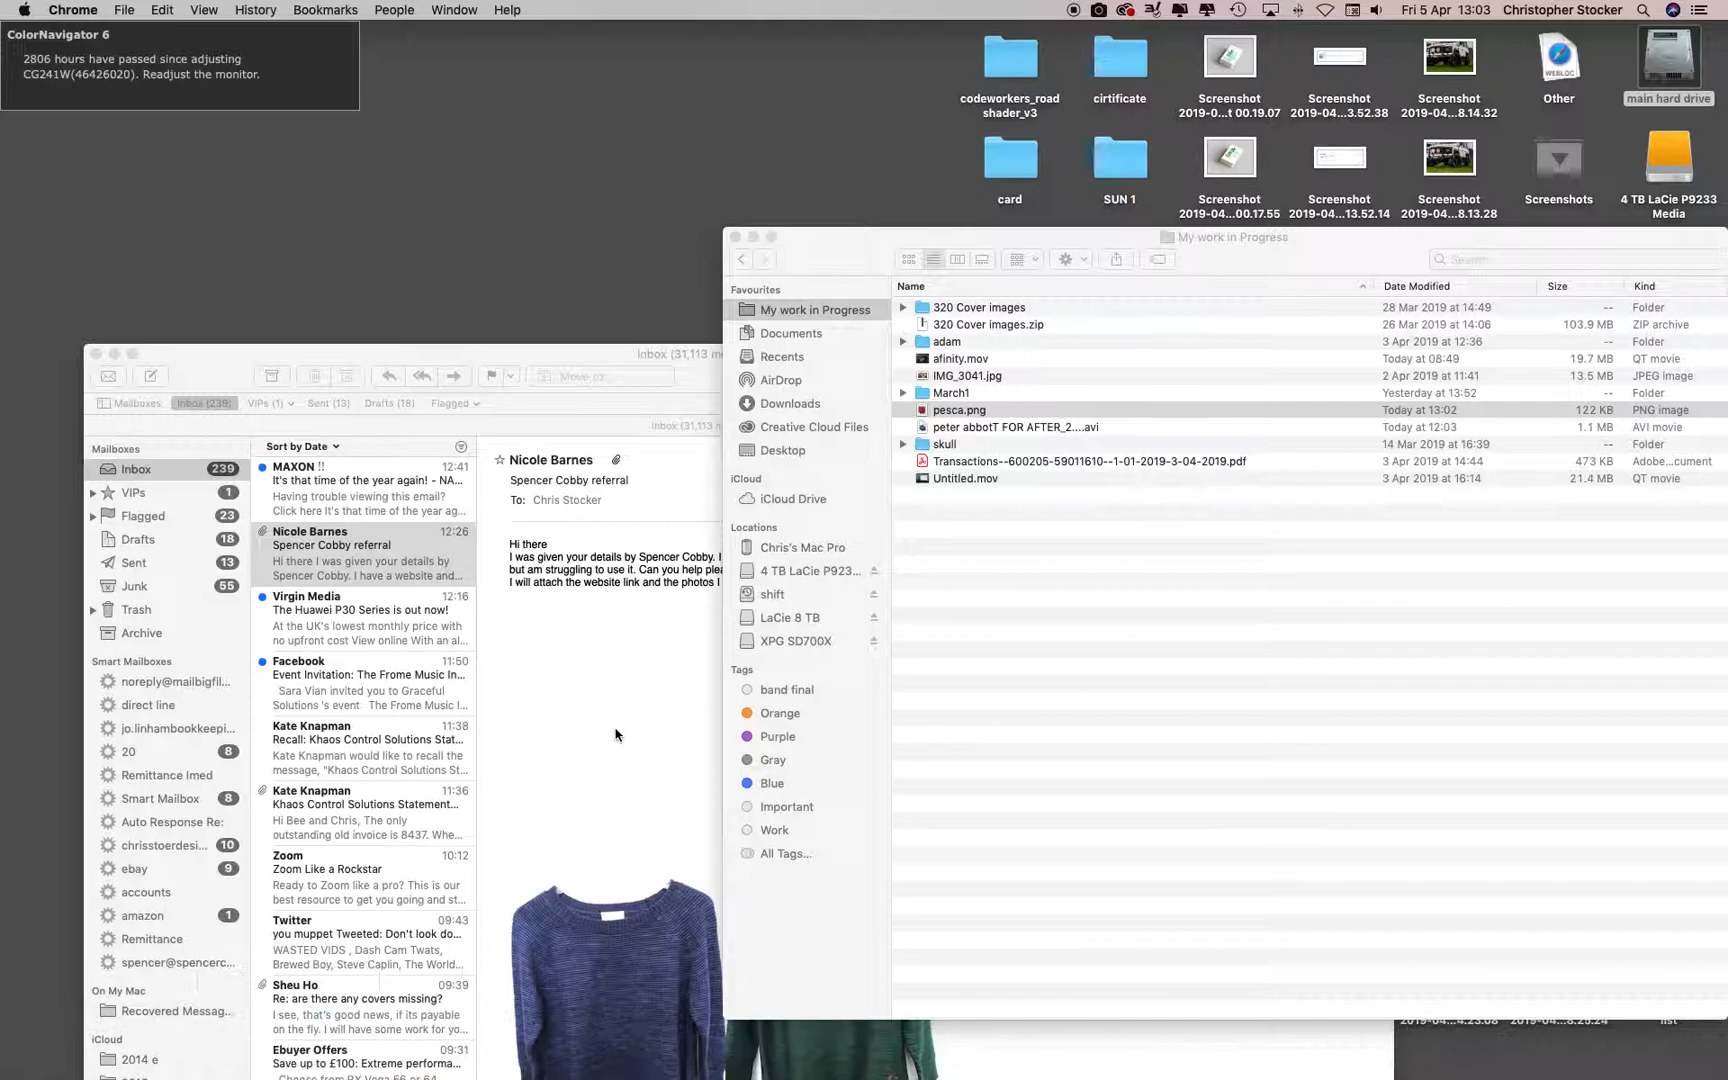 Chrome File Edit View History Bookmarks People Window Help
Fri 5 Apr 13:03 Christopher Stocker
ColorNavigator 6
2806 hours have passed since adjusting
CG241W(46426020). Readjust the monitor.
codeworkers_road
shader_v3
cirtificate
Screenshot
2019-0...t 00.19.07
Screenshot
2019-04...3.52.38
Screenshot
2019-04...8.14.32
WEBLOC
Other
main hard drive
card
SUN 1
Screenshot
2019-04...00.17.55
Screenshot
2019-04...13.52.14
Screenshot
2019-04...8.13.28
Screenshots
4 TB LaCie P9233
Media
My work in Progress
Search
Favourites
My work in Progress
Documents
Recents
AirDrop
Downloads
Creative Cloud Files
Desktop
iCloud
iCloud Drive
Locations
Chris's Mac Pro
4 TB LaCie P923...
shift
LaCie 8 TB
XPG SD700X
Tags
band final
Orange
Purple
Gray
Blue
Important
Work
All Tags...
Name Date Modified Size Kind
320 Cover images 28 Mar 2019 at 14:49 -- Folder
320 Cover images.zip 26 Mar 2019 at 14:06 103.9 MB ZIP archive
adam 3 Apr 2019 at 12:36 -- Folder
afinity.mov Today at 08:49 19.7 MB QT movie
IMG_3041.jpg 2 Apr 2019 at 11:41 13.5 MB JPEG image
March1 Yesterday at 13:52 -- Folder
pesca.png Today at 13:02 122 KB PNG image
peter abbotT FOR AFTER_2....avi Today at 12:03 1.1 MB AVI movie
skull 14 Mar 2019 at 16:39 -- Folder
Transactions--600205-59011610--1-01-2019-3-04-2019.pdf 3 Apr 2019 at 14:44 473 KB Adobe...cument
Untitled.mov 3 Apr 2019 at 16:14 21.4 MB QT movie
Inbox (31,113 m
Move to...
Mailboxes Inbox (239) VIPs (1) Sent (13) Drafts (18) Flagged
Inbox (31,113 m
Mailboxes
Inbox 239
VIPs 1
Flagged 23
Drafts 18
Sent 13
Junk 55
Trash
Archive
Smart Mailboxes
noreply@mailbigfil...
direct line
jo.linhambookkeepi...
20 8
Remittance Imed
Smart Mailbox 8
Auto Response Re:
chrisstoerdesi... 10
ebay 9
accounts
amazon 1
Remittance
spencer@spencerc...
On My Mac
Recovered Messag...
iCloud
2014 e
Sort by Date
MAXON !! 12:41
It's that time of the year again! - NA...
Having trouble viewing this email?
Click here It's that time of the year ag...
Nicole Barnes 12:26
Spencer Cobby referral
Hi there I was given your details by
Spencer Cobby. I have a website and...
Virgin Media 12:16
The Huawei P30 Series is out now!
At the UK's lowest monthly price with
no upfront cost View online With an al...
Facebook 11:50
Event Invitation: The Frome Music In...
Sara Vian invited you to Graceful
Solutions 's event The Frome Music I...
Kate Knapman 11:38
Recall: Khaos Control Solutions Stat...
Kate Knapman would like to recall the
message, "Khaos Control Solutions St...
Kate Knapman 11:36
Khaos Control Solutions Statement...
Hi Bee and Chris, The only
outstanding old invoice is 8437. Whe...
Zoom 10:12
Zoom Like a Rockstar
Ready to Zoom like a pro? This is our
best resource to get you going and st...
Twitter 09:43
you muppet Tweeted: Don't look do...
WASTED VIDS , Dash Cam Twats,
Brewed Boy, Steve Caplin, The World...
Sheu Ho 09:39
Re: are there any covers missing?
I see, that's good news, if its payable
on the fly. I will have some work for yo...
Ebuyer Offers 09:31
Save up to £100: Extreme performa...
Nicole Barnes
Spencer Cobby referral
To: Chris Stocker
Hi there
I was given your details by Spencer Cobby. I
but am struggling to use it. Can you help plea
I will attach the website link and the photos I